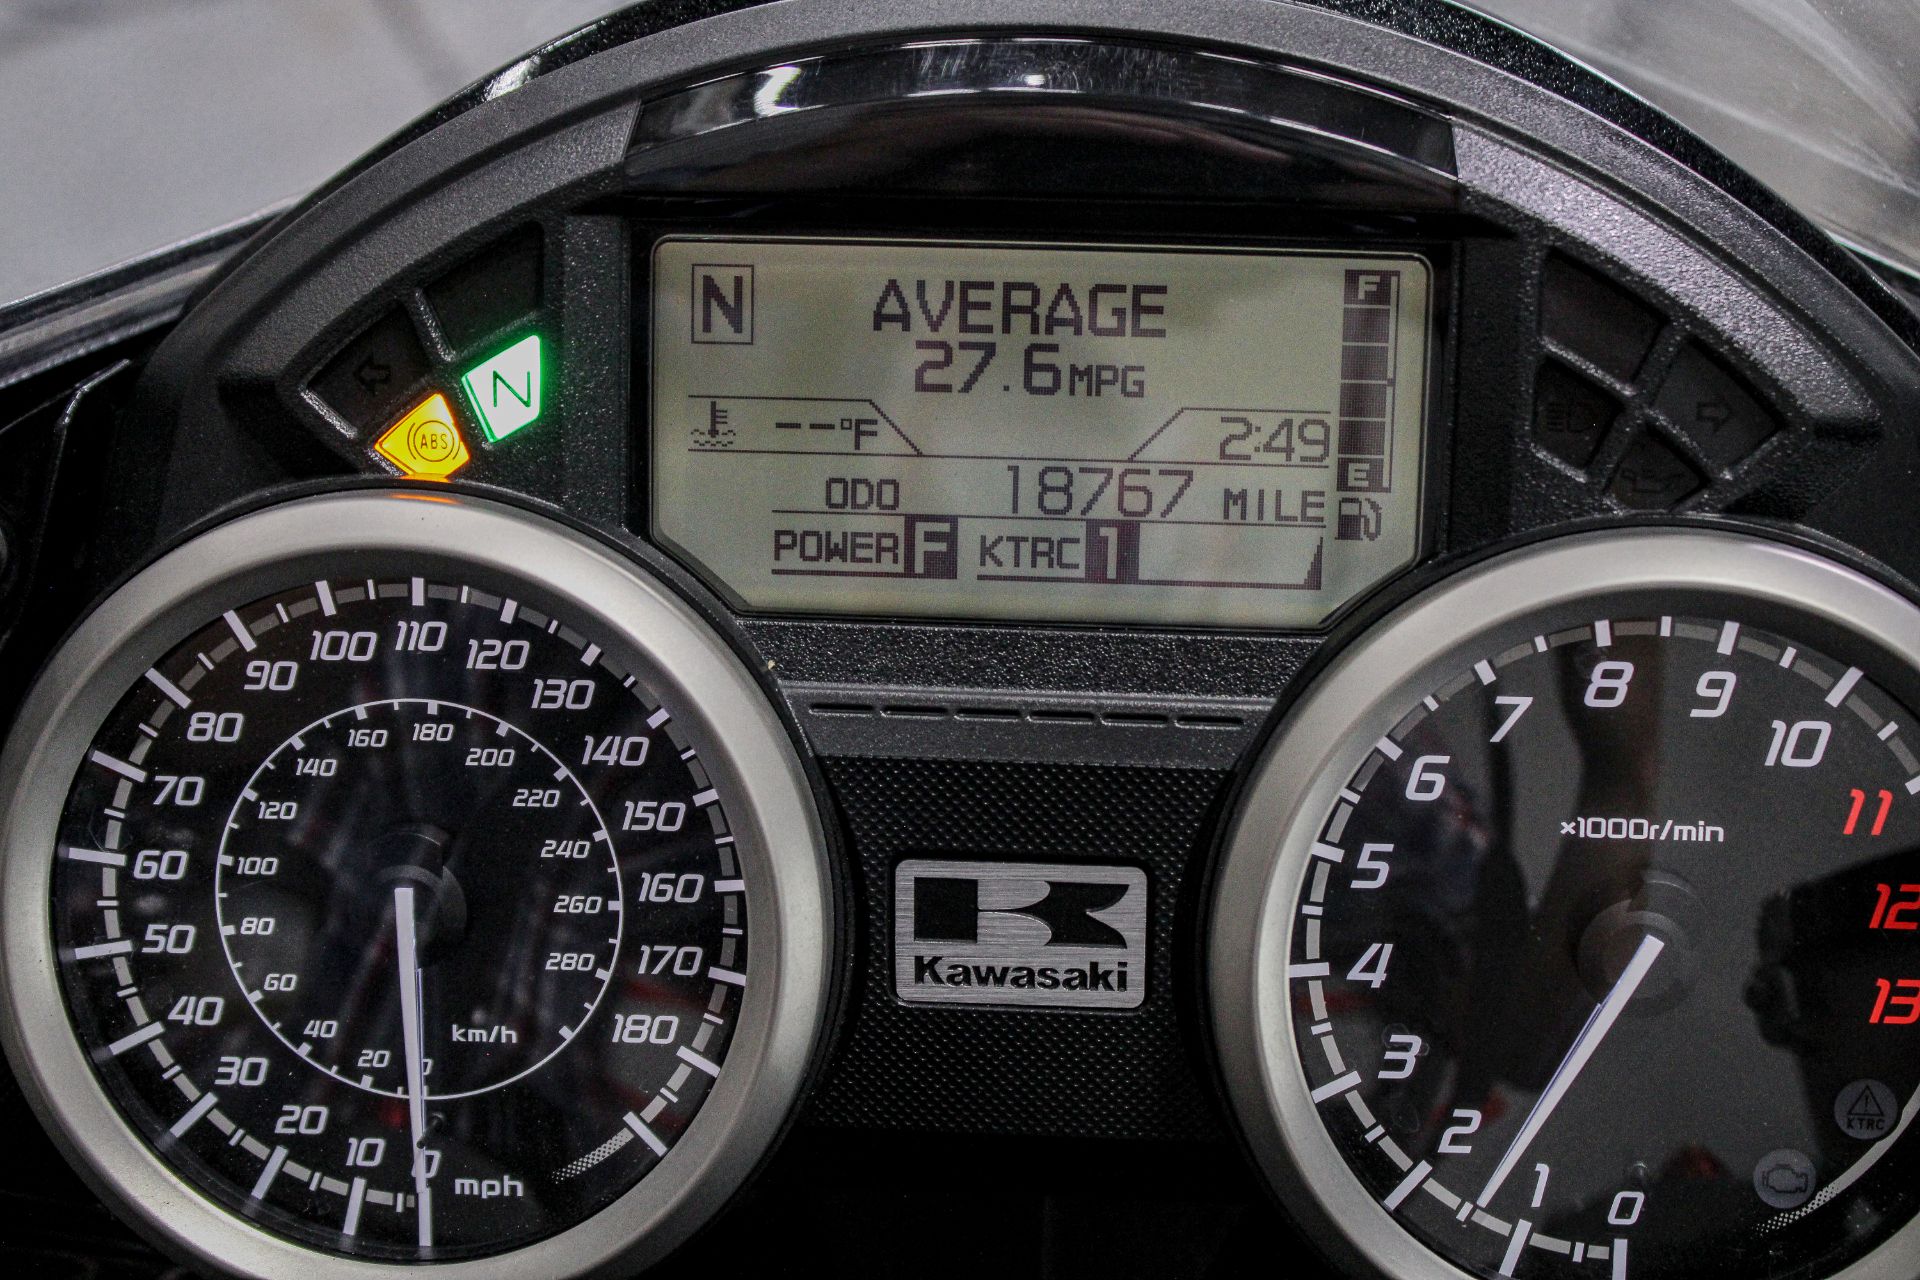 N
AVERAGE
27.6 MPG
F
N
ABS
--°F
2:49
E
ODO 18767 MILE
POWER F KTRC 1
0 10 20 30 40 50 60 70 80 90 100 110 120 130 140 150 160 170 180
mph
0 20 40 60 80 100 120 140 160 180 200 220 240 260 280
km/h
Kawasaki
0 1 2 3 4 5 6 7 8 9 10 11 12 13
×1000r/min
KTRC